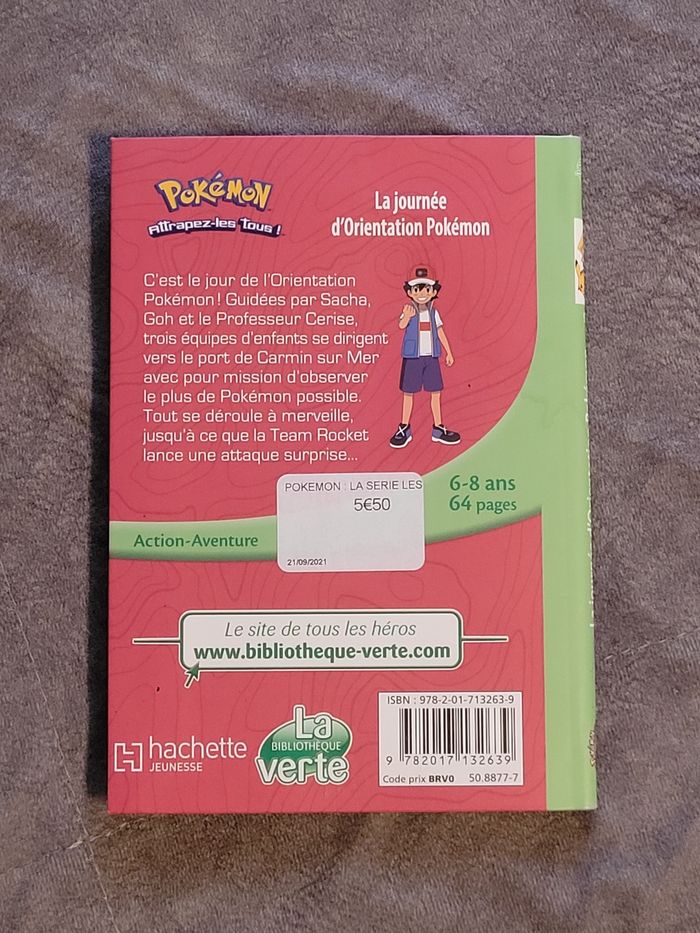 POKÉMON
Attrapez-les Tous !
La journée
d'Orientation Pokémon
C'est le jour de l'Orientation
Pokémon ! Guidées par Sacha,
Goh et le Professeur Cerise,
trois équipes d'enfants se dirigent
vers le port de Carmin sur Mer
avec pour mission d'observer
le plus de Pokémon possible.
Tout se déroule à merveille,
jusqu'à ce que la Team Rocket
lance une attaque surprise...
POKEMON : LA SERIE LES
5€50
21/09/2021
6-8 ans
64 pages
Action-Aventure
Le site de tous les héros
www.bibliotheque-verte.com
hachette
JEUNESSE
La
BIBLIOTHÈQUE
verte
ISBN : 978-2-01-713263-9
9 782017 132639
Code prix BRV0 50.8877-7